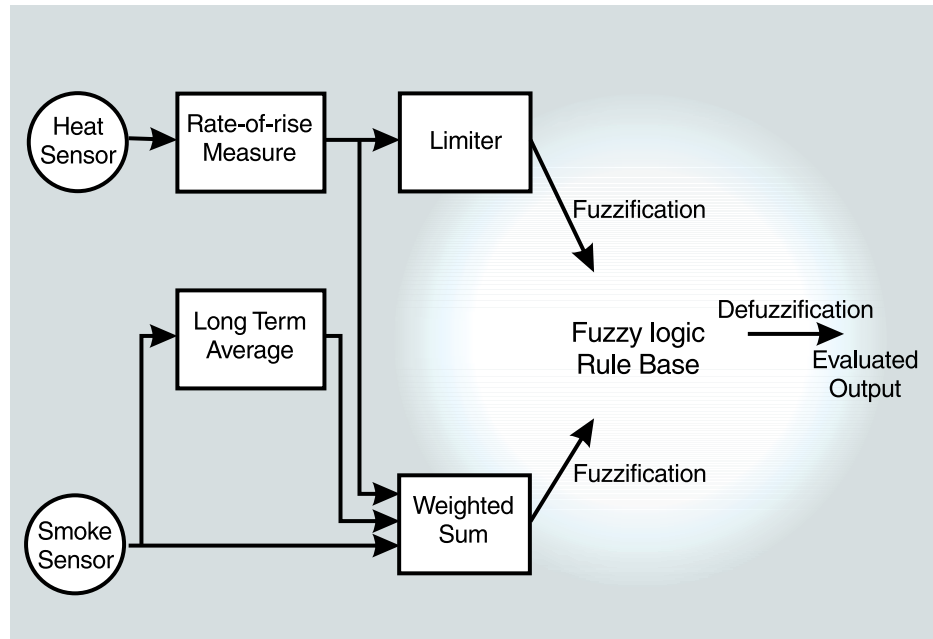 Heat
Sensor
Rate-of-rise
Measure
Limiter
Fuzzification
Long Term
Average
Fuzzy logic
Rule Base
Defuzzification
Evaluated
Output
Smoke
Sensor
Weighted
Sum
Fuzzification